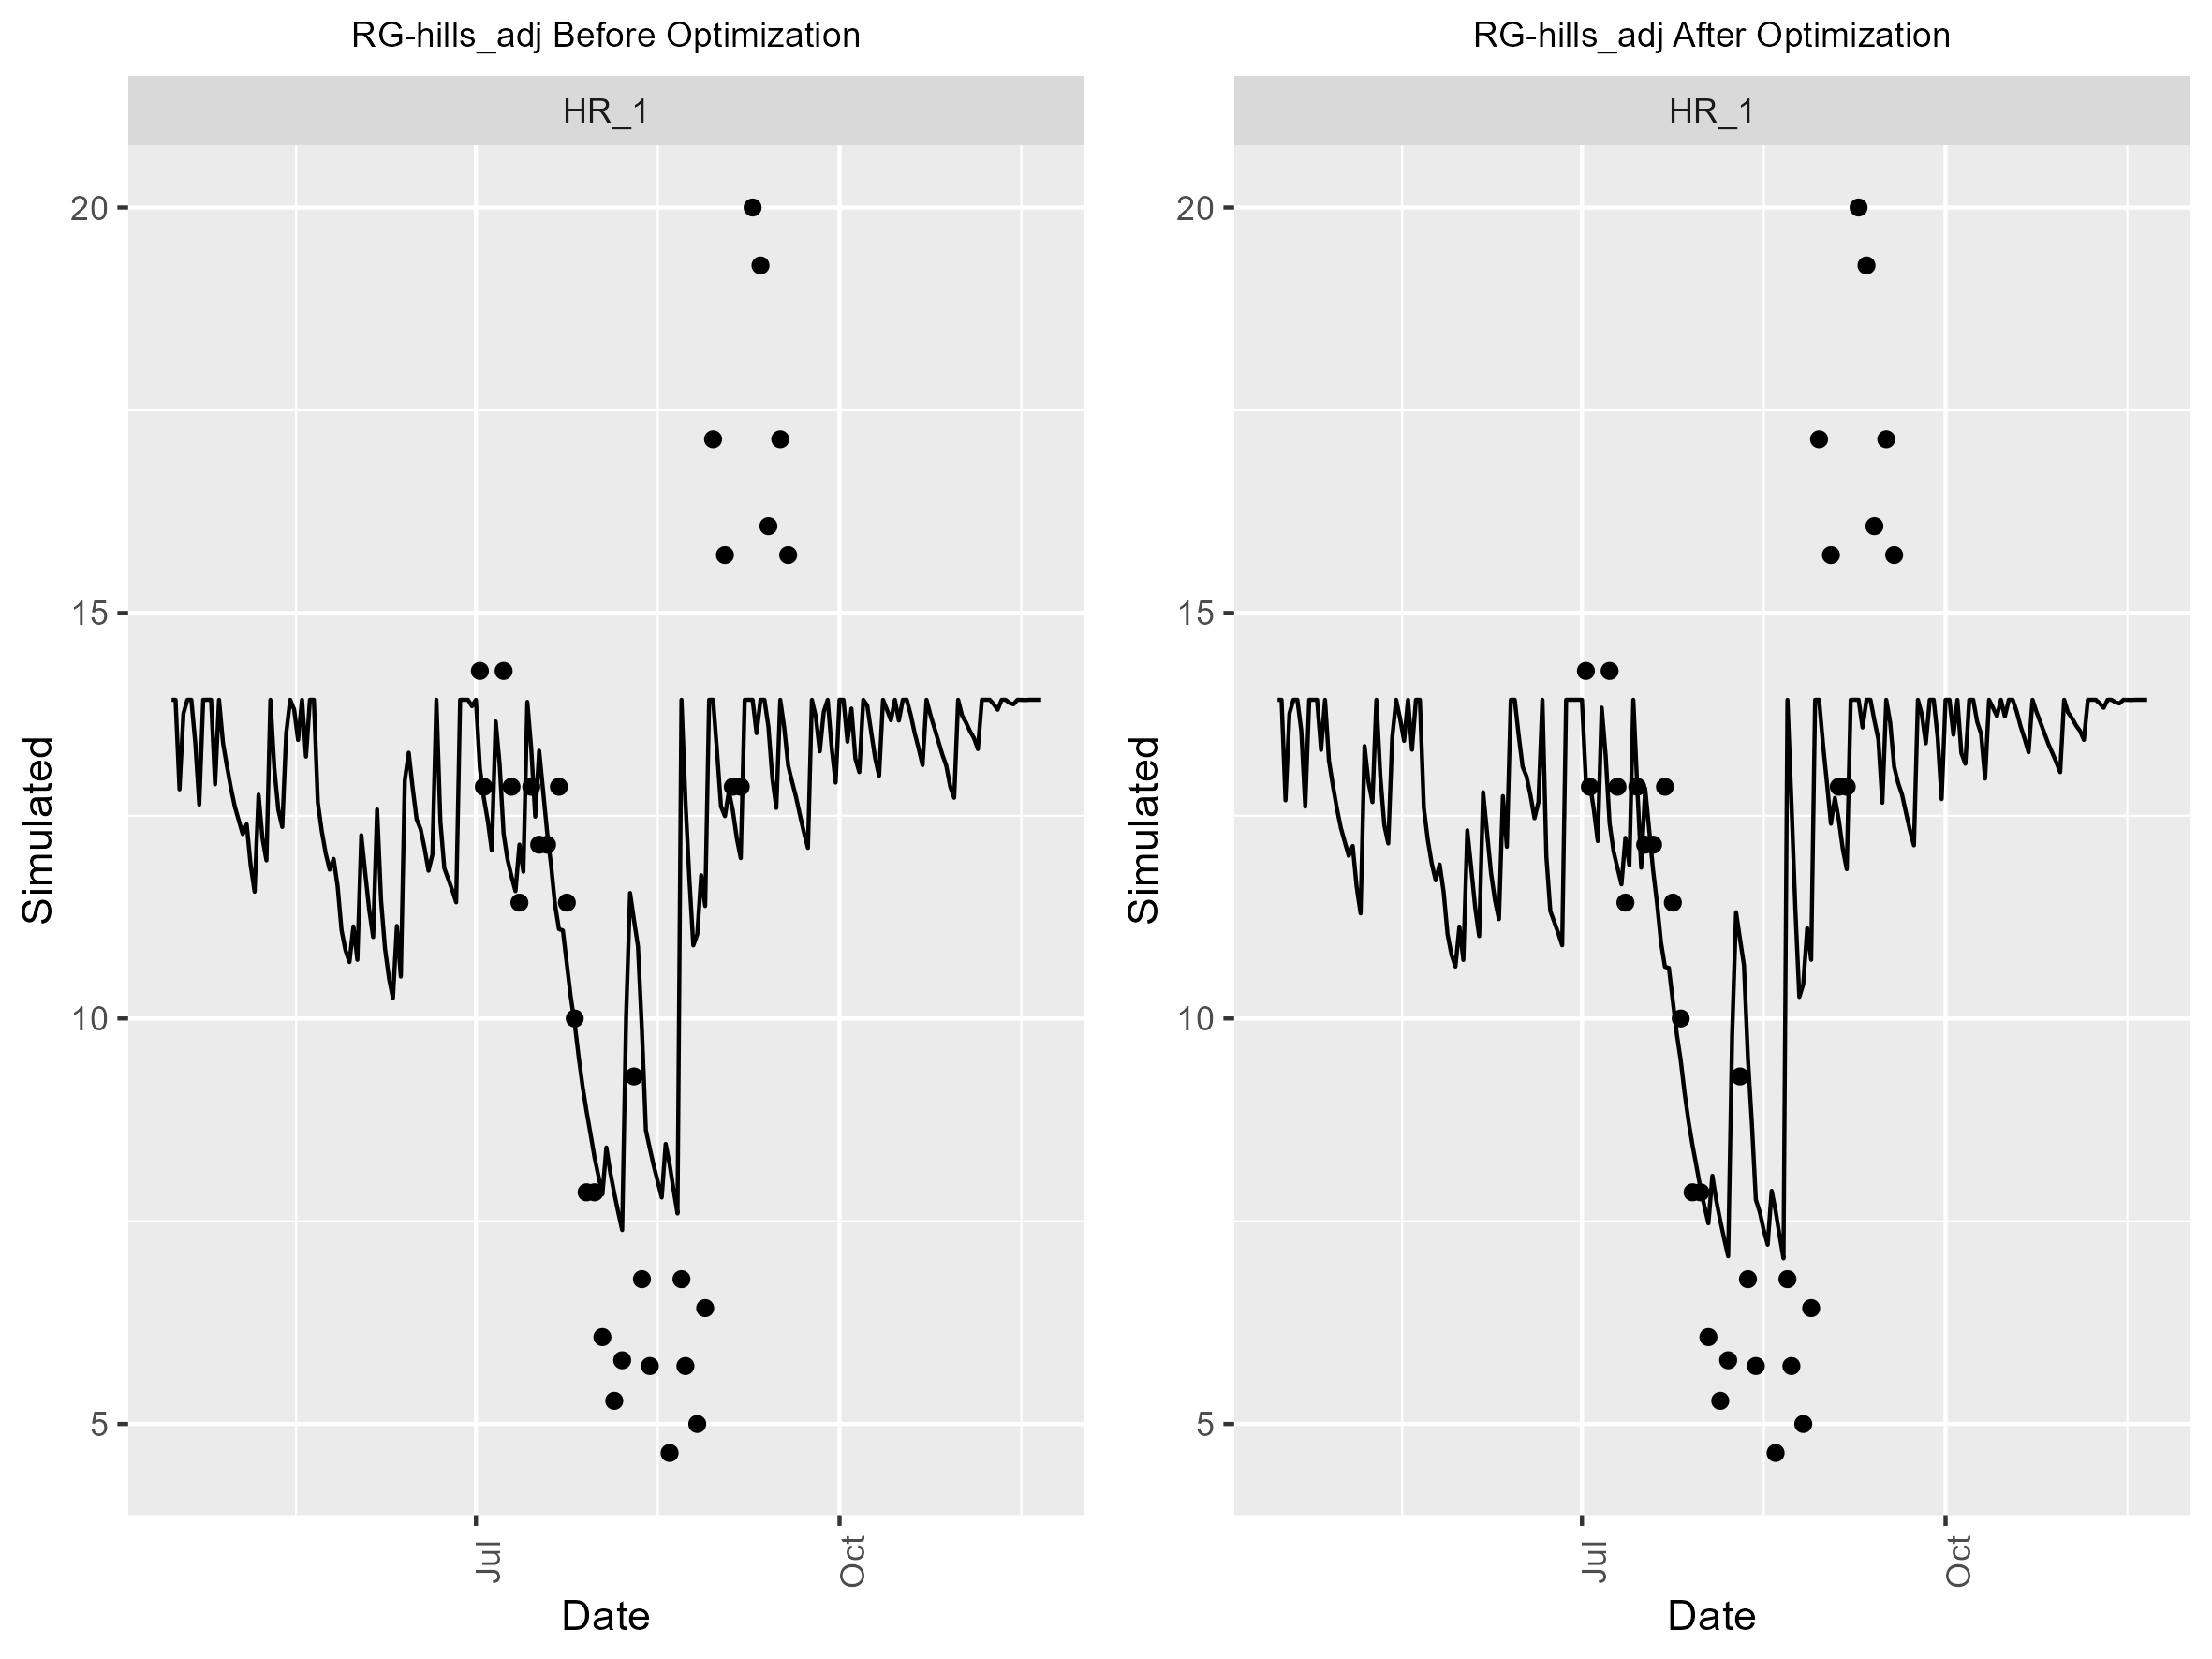 RG-hills_adj Before Optimization
HR_1
20
15
10
5
Simulated
Jul
Oct
Date
RG-hills_adj After Optimization
HR_1
20
15
10
5
Simulated
Jul
Oct
Date